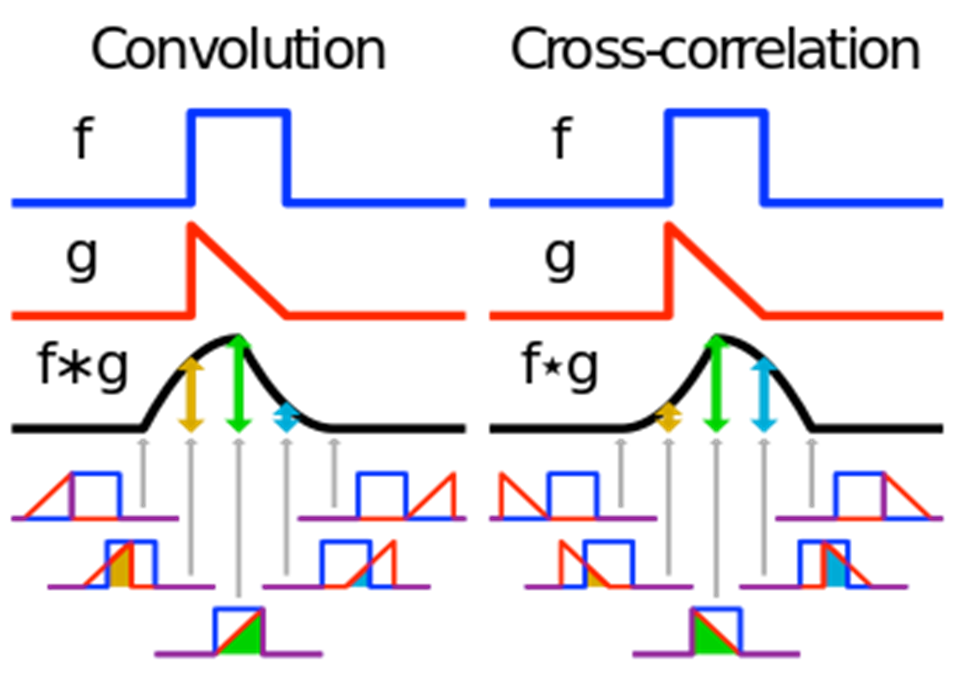 Convolution
f
g
f∗g
Cross-correlation
f
g
f⋆g